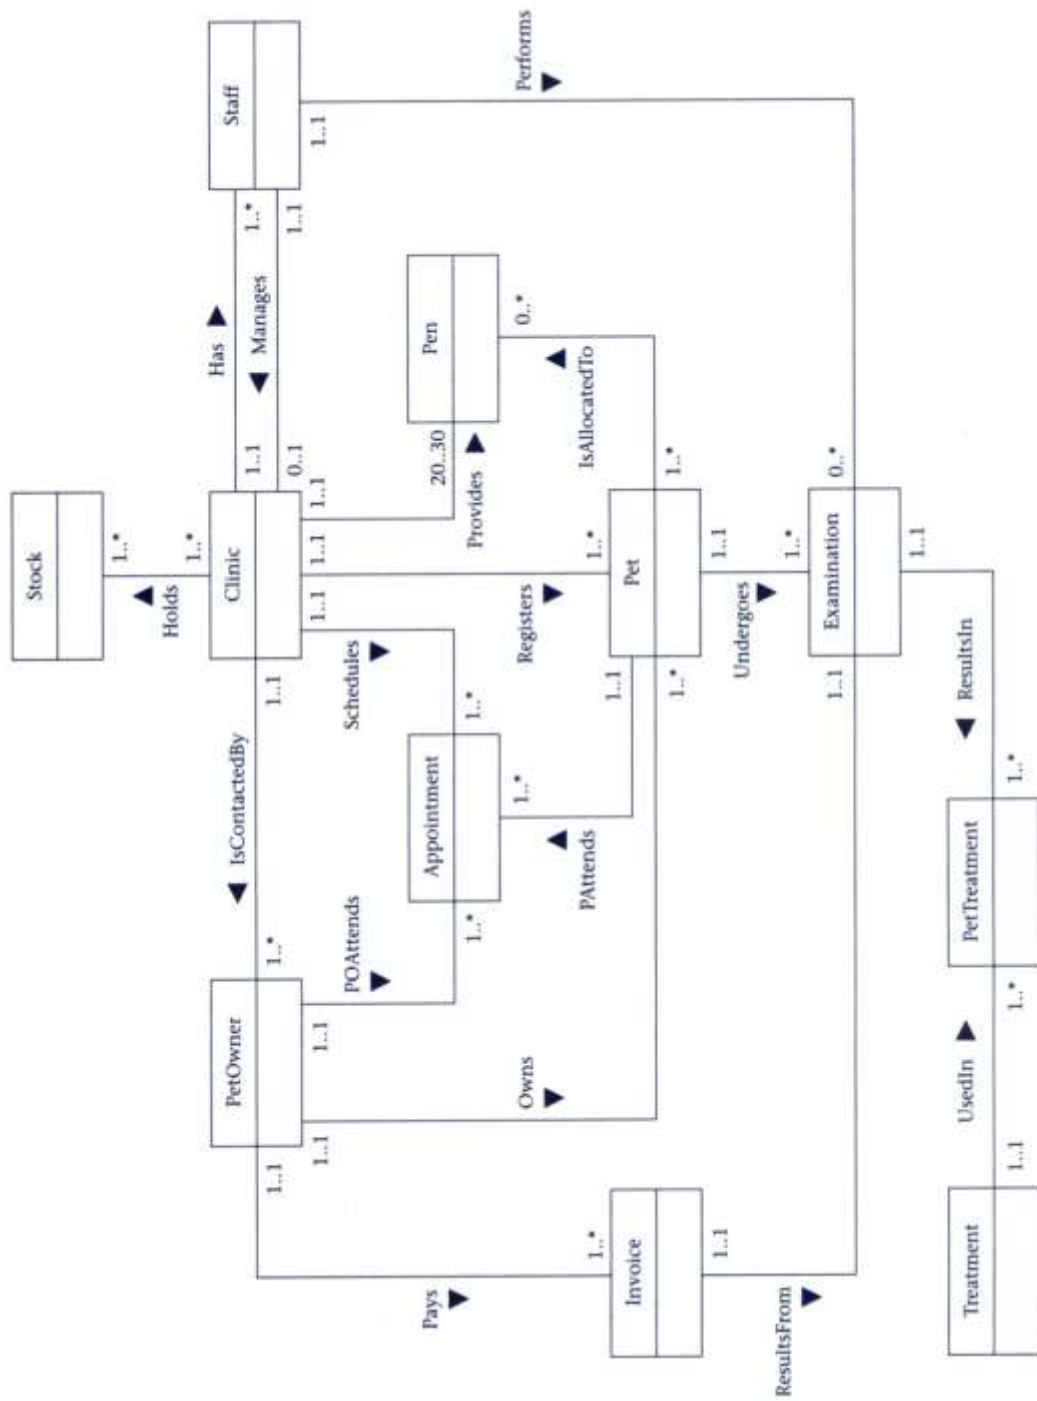 Stock
1..*
Holds
1..*
Has
PetOwner
IsContactedBy
Clinic
Staff
1..1
1..*
Manages
1..1
1..*
1..1
0..1
1..1
1..1
1..1
1..1
1..1
1..1
1..1
POAttends
Schedules
Pays
Appointment
20..30
Pen
1..*
1..*
Provides
Owns
1..*
Registers
0..*
Performs
PAttends
IsAllocatedTo
1..*
1..1
1..*
Invoice
Pet
1..*
1..*
1..1
1..1
Undergoes
ResultsFrom
1..*
1..1
Examination
0..*
1..1
UsedIn
ResultsIn
Treatment
PetTreatment
1..1
1..*
1..*